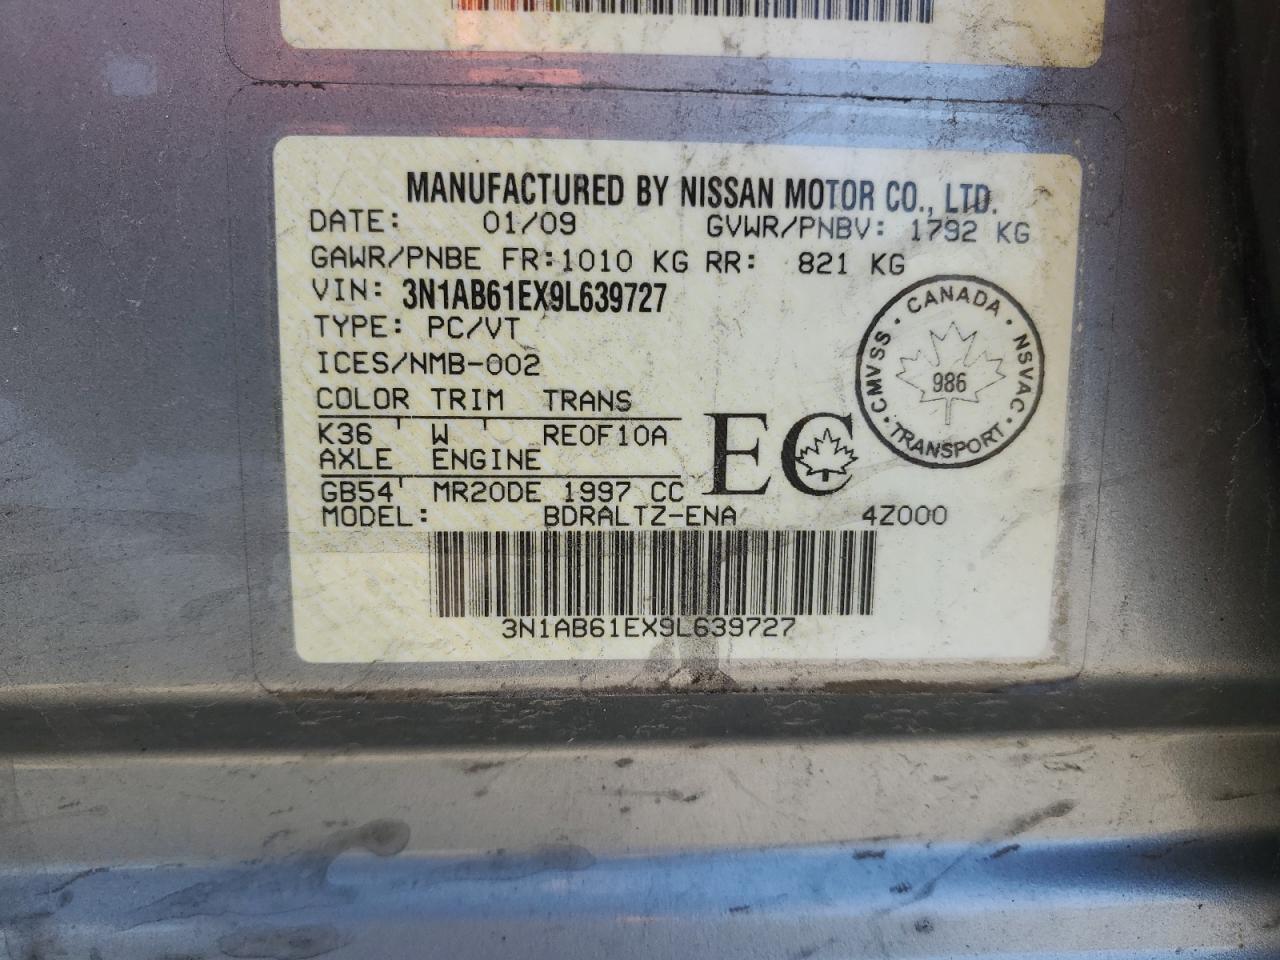 MANUFACTURED BY NISSAN MOTOR CO., LTD.
DATE: 01/09 GVWR/PNBV: 1792 KG
GAWR/PNBE FR:1010 KG RR: 821 KG
VIN: 3N1AB61EX9L639727
TYPE: PC/VT
ICES/NMB-002
COLOR TRIM TRANS
K36 ' W ' RE0F10A
AXLE ENGINE
GB54' MR20DE 1997 CC
MODEL: BDRALTZ-ENA 4Z000
3N1AB61EX9L639727
EC
CANADA
CMVSS · NSVAC
986
TRANSPORT